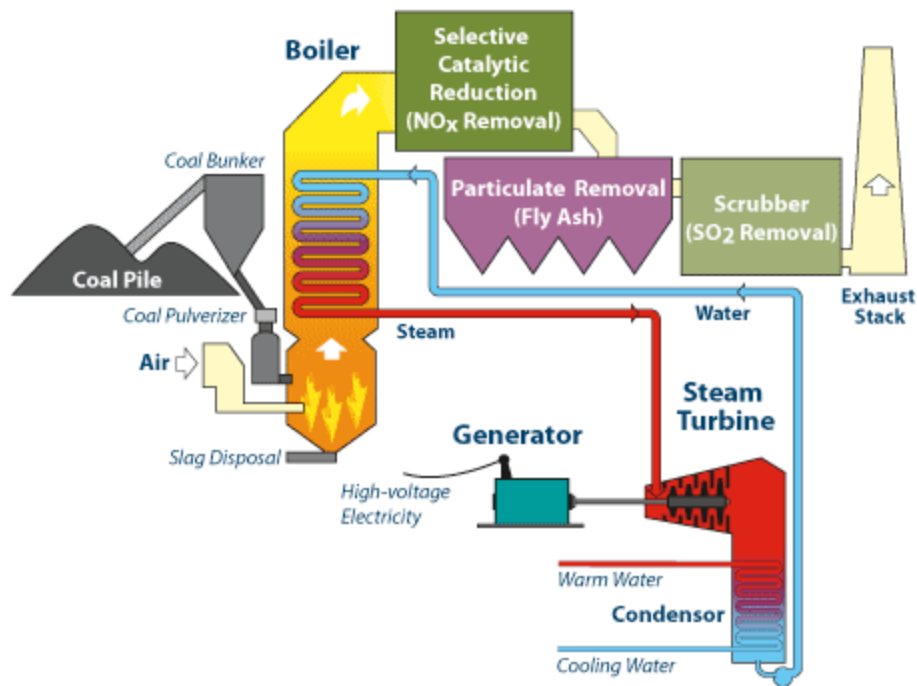 Boiler
Selective
Catalytic
Reduction
(NOx Removal)
Coal Bunker
Particulate Removal
(Fly Ash)
Scrubber
(SO2 Removal)
Coal Pile
Exhaust
Stack
Coal Pulverizer
Steam
Water
Air
Steam
Turbine
Generator
Slag Disposal
High-voltage
Electricity
Warm Water
Condensor
Cooling Water